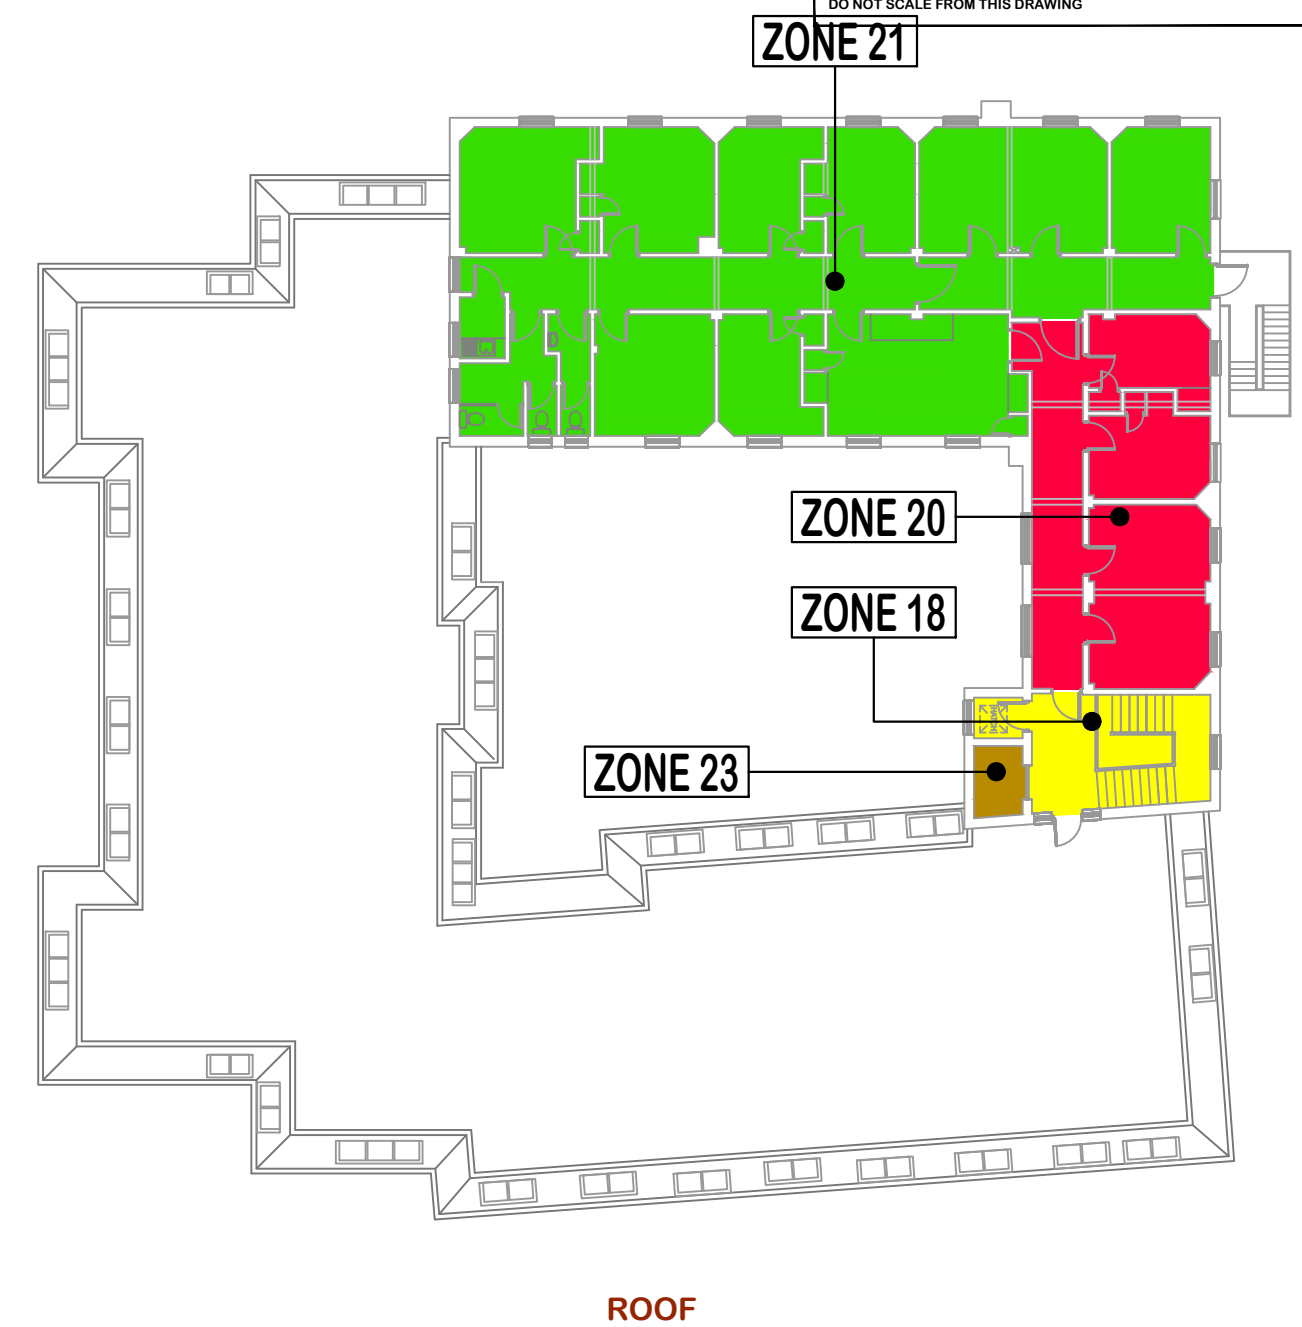 DO NOT SCALE FROM THIS DRAWING
ZONE 21
ZONE 20
ZONE 18
ZONE 23
ROOF